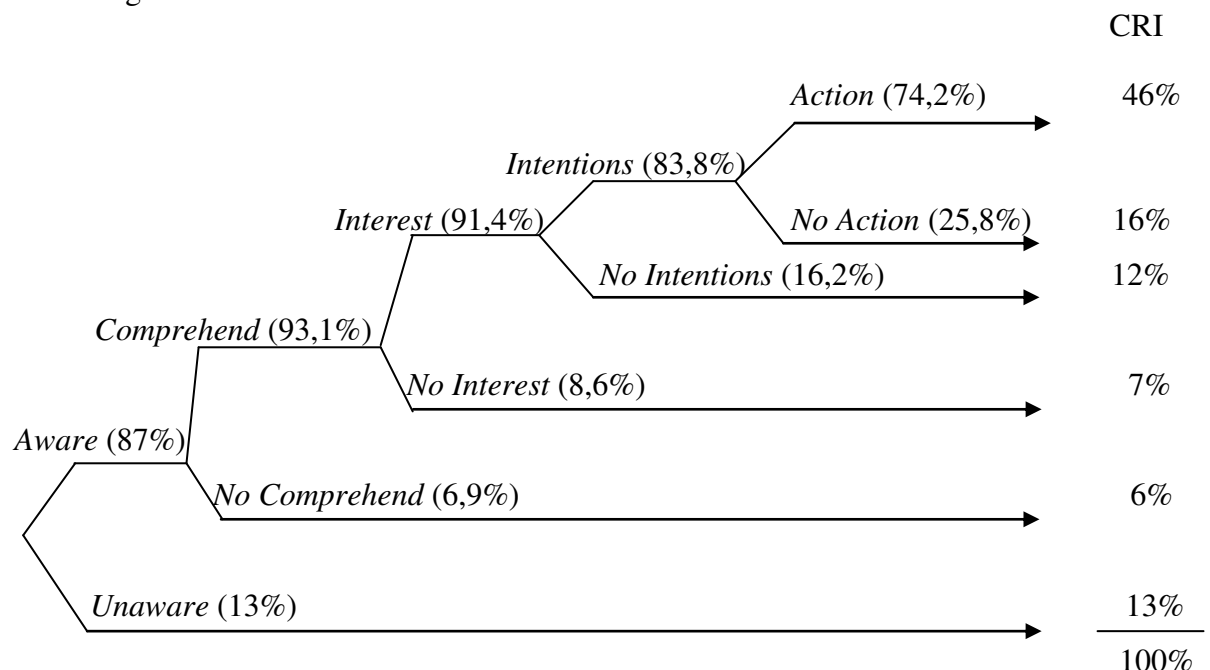 CRI
Action (74,2%) 46%
Intentions (83,8%)
Interest (91,4%) No Action (25,8%) 16%
No Intentions (16,2%) 12%
Comprehend (93,1%)
No Interest (8,6%) 7%
Aware (87%)
No Comprehend (6,9%) 6%
Unaware (13%) 13%
100%